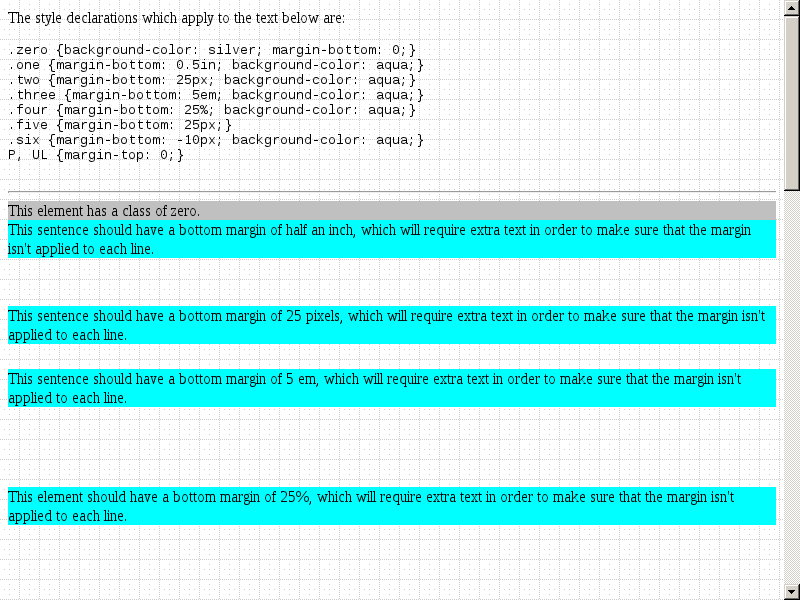 The style declarations which apply to the text below are:
.zero {background-color: silver; margin-bottom: 0;}
.one {margin-bottom: 0.5in; background-color: aqua;}
.two {margin-bottom: 25px; background-color: aqua;}
.three {margin-bottom: 5em; background-color: aqua;}
.four {margin-bottom: 25%; background-color: aqua;}
.five {margin-bottom: 25px;}
.six {margin-bottom: -10px; background-color: aqua;}
P, UL {margin-top: 0;}
This element has a class of zero.
This sentence should have a bottom margin of half an inch, which will require extra text in order to make sure that the margin
isn't applied to each line.
This sentence should have a bottom margin of 25 pixels, which will require extra text in order to make sure that the margin isn't
applied to each line.
This sentence should have a bottom margin of 5 em, which will require extra text in order to make sure that the margin isn't
applied to each line.
This element should have a bottom margin of 25%, which will require extra text in order to make sure that the margin isn't
applied to each line.